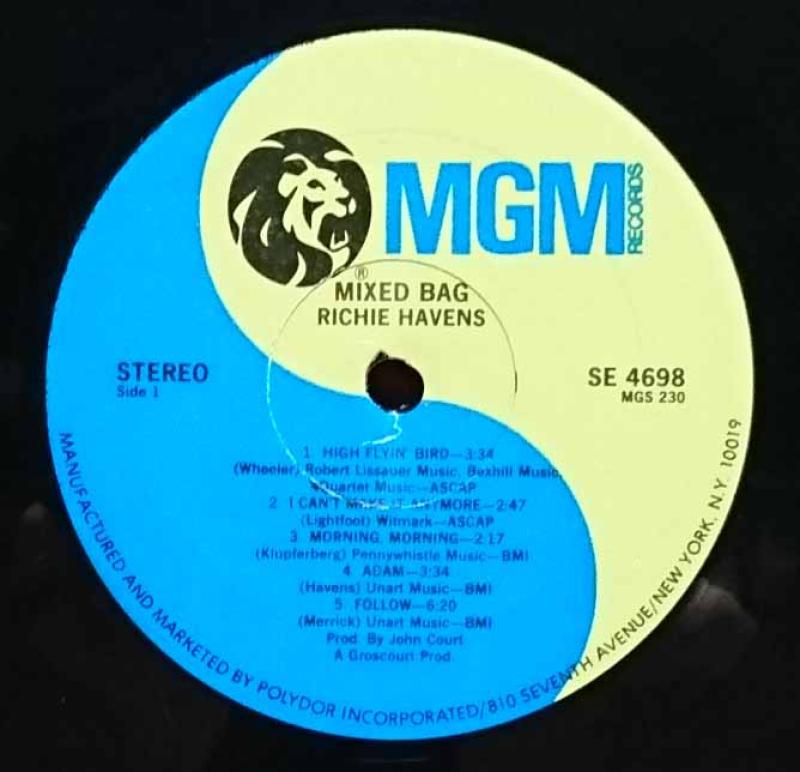 MGM
RECORDS
®
MIXED BAG
RICHIE HAVENS
STEREO
Side 1
SE 4698
MGS 230
1 HIGH FLYIN' BIRD—3:34
(Wheeler) Robert Lissauer Music, Bexhill Music,
Quartet Music—ASCAP
2 I CAN'T MAKE IT ANYMORE—2:47
(Lightfoot) Witmark—ASCAP
3 MORNING, MORNING—2:17
(Klupferberg) Pennywhistle Music—BMI
4 ADAM—3:34
(Havens) Unart Music—BMI
5 FOLLOW—6:20
(Merrick) Unart Music—BMI
Prod. By John Court
A Groscourt Prod.
MANUFACTURED AND MARKETED BY POLYDOR INCORPORATED/810 SEVENTH AVENUE/NEW YORK, N.Y. 10019